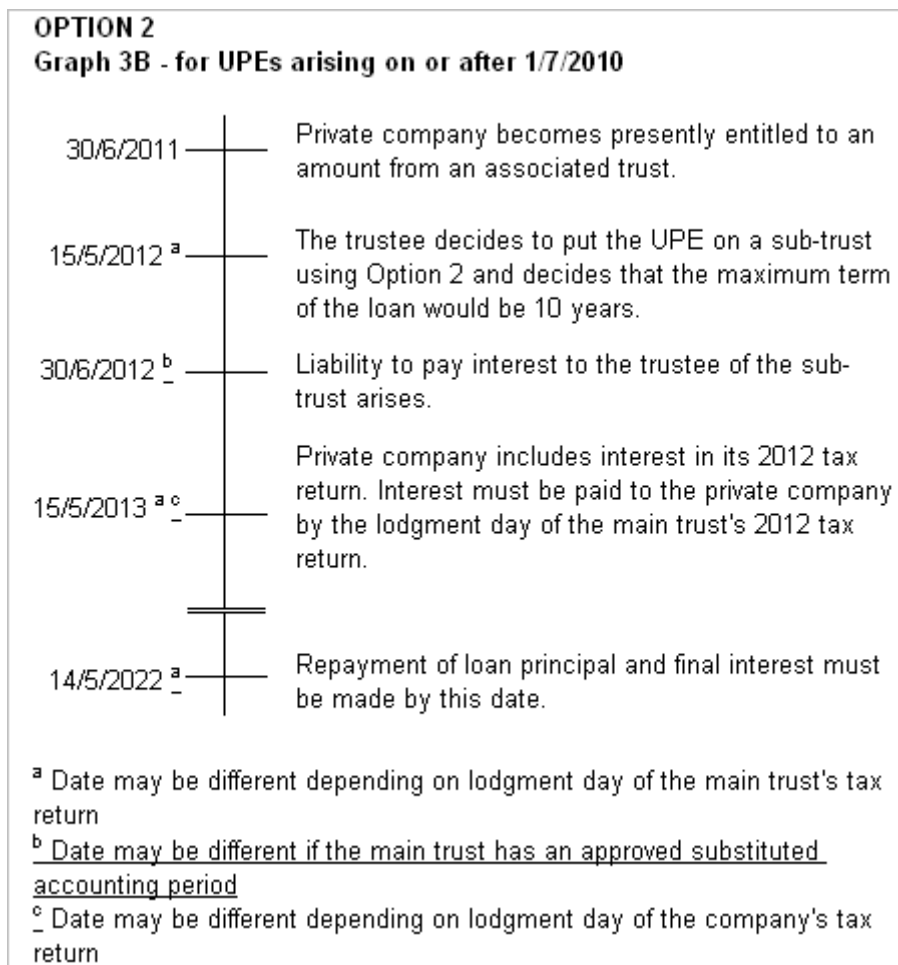 OPTION 2
Graph 3B - for UPEs arising on or after 1/7/2010
30/6/2011
Private company becomes presently entitled to an
amount from an associated trust.
15/5/2012 a
The trustee decides to put the UPE on a sub-trust
using Option 2 and decides that the maximum term
of the loan would be 10 years.
30/6/2012 b
Liability to pay interest to the trustee of the sub-
trust arises.
15/5/2013 a c
Private company includes interest in its 2012 tax
return. Interest must be paid to the private company
by the lodgment day of the main trust's 2012 tax
return.
14/5/2022 a
Repayment of loan principal and final interest must
be made by this date.
a Date may be different depending on lodgment day of the main trust's tax
return
b Date may be different if the main trust has an approved substituted
accounting period
c Date may be different depending on lodgment day of the company's tax
return